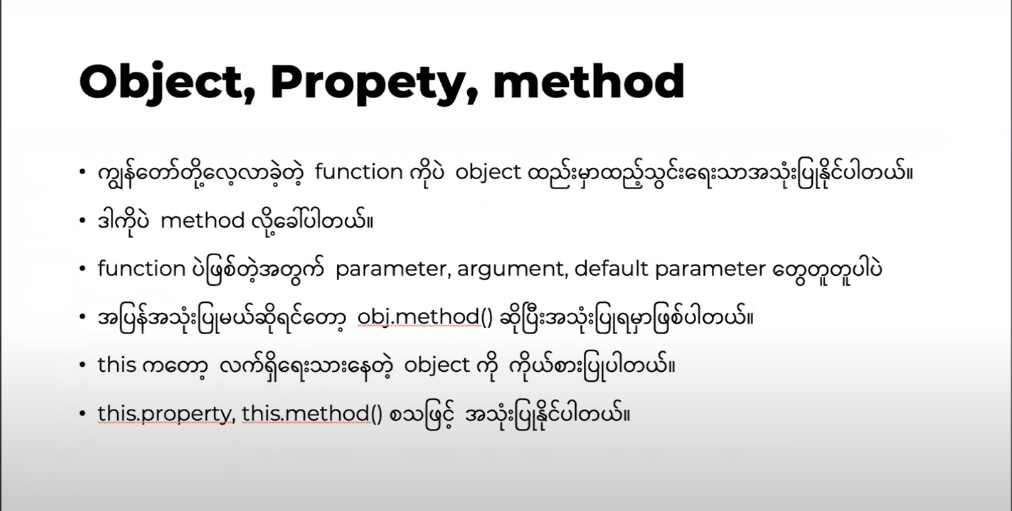 Object, Propety, method
• ကျွန်တော်တို့လေ့လာခဲ့တဲ့ function ကိုပဲ object ထည်းမှာထည့်သွင်းရေးသာအသုံးပြုနိုင်ပါတယ်။
• ဒါကိုပဲ method လို့ခေါ်ပါတယ်။
• function ပဲဖြစ်တဲ့အတွက် parameter, argument, default parameter တွေတူတူပါပဲ
• အပြန်အသုံးပြုမယ်ဆိုရင်တော့ obj.method() ဆိုပြီးအသုံးပြုရမှာဖြစ်ပါတယ်။
• this ကတော့ လက်ရှိရေးသားနေတဲ့ object ကို ကိုယ်စားပြုပါတယ်။
• this.property, this.method() စသဖြင့် အသုံးပြုနိုင်ပါတယ်။